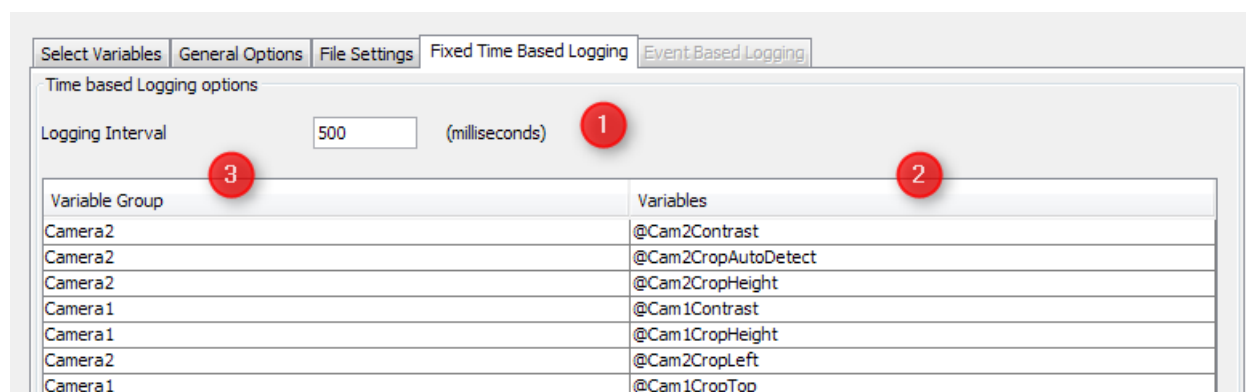 Select Variables General Options File Settings Fixed Time Based Logging Event Based Logging
Time based Logging options
Logging Interval 500 (milliseconds) 1
3 2
Variable Group Variables
Camera2 @Cam2Contrast
Camera2 @Cam2CropAutoDetect
Camera2 @Cam2CropHeight
Camera1 @Cam1Contrast
Camera1 @Cam1CropHeight
Camera2 @Cam2CropLeft
Camera1 @Cam1CropTop